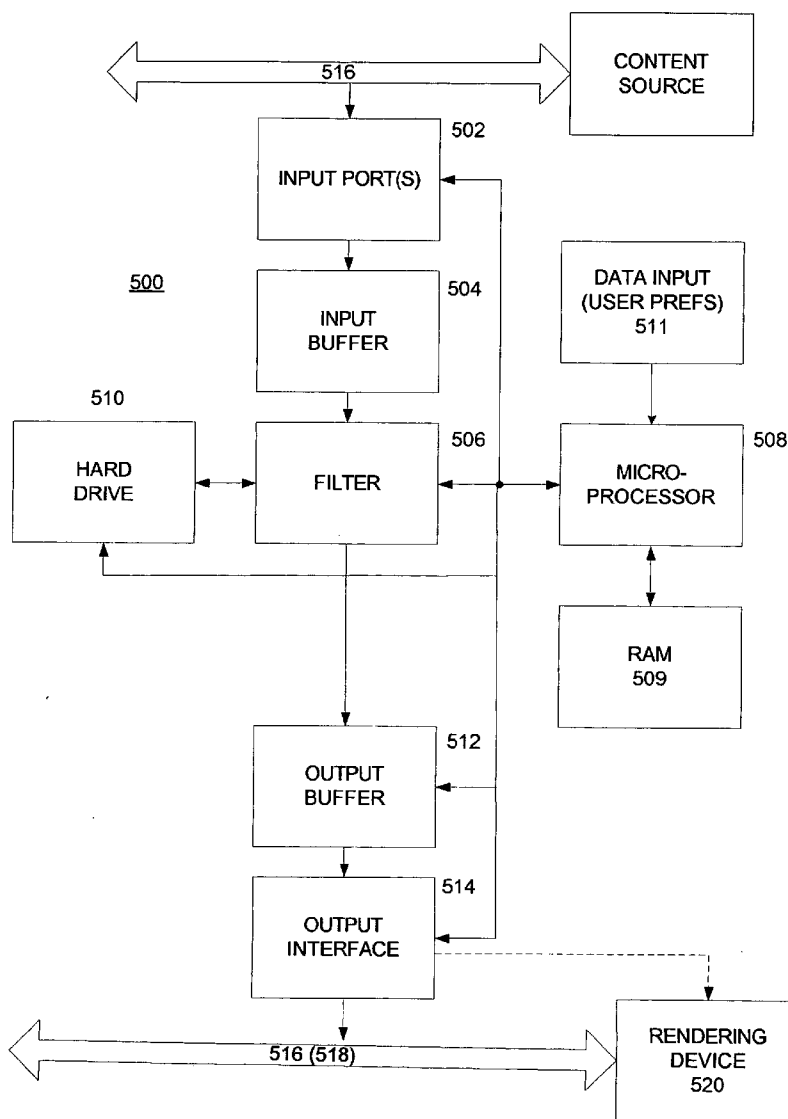 516
CONTENT
SOURCE
502
INPUT PORT(S)
500
504
INPUT
BUFFER
DATA INPUT
(USER PREFS)
511
510
HARD
DRIVE
506
FILTER
508
MICRO-
PROCESSOR
RAM
509
512
OUTPUT
BUFFER
514
OUTPUT
INTERFACE
516 (518)
RENDERING
DEVICE
520